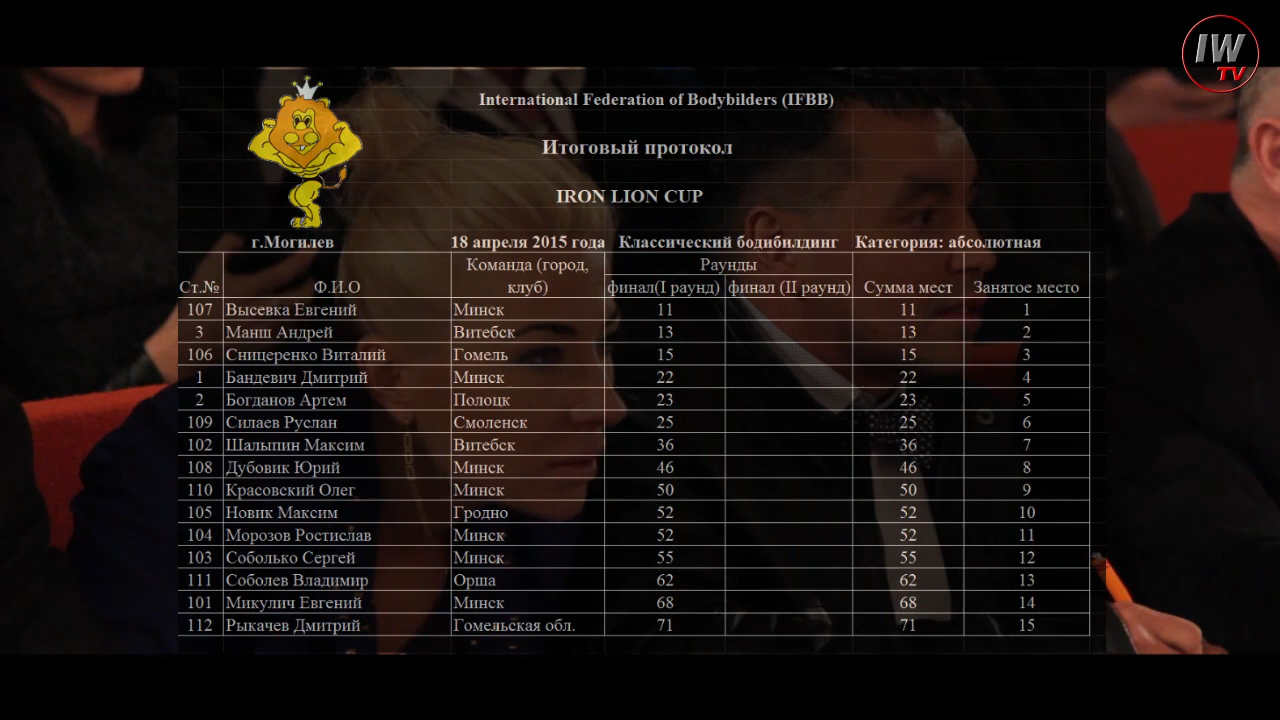 IW
TV
International Federation of Bodybilders (IFBB)
Итоговый протокол
IRON LION CUP
г.Могилев 18 апреля 2015 года Классический бодибилдинг Категория: абсолютная
Ст.№ Ф.И.О Команда (город, клуб) Раунды финал(I раунд) финал (II раунд) Сумма мест Занятое место
107 Высевка Евгений Минск 11 11 1
3 Манш Андрей Витебск 13 13 2
106 Сницеренко Виталий Гомель 15 15 3
1 Бандевич Дмитрий Минск 22 22 4
2 Богданов Артем Полоцк 23 23 5
109 Силаев Руслан Смоленск 25 25 6
102 Шалыпин Максим Витебск 36 36 7
108 Дубовик Юрий Минск 46 46 8
110 Красовский Олег Минск 50 50 9
105 Новик Максим Гродно 52 52 10
104 Морозов Ростислав Минск 52 52 11
103 Соболько Сергей Минск 55 55 12
111 Соболев Владимир Орша 62 62 13
101 Микулич Евгений Минск 68 68 14
112 Рыкачев Дмитрий Гомельская обл. 71 71 15